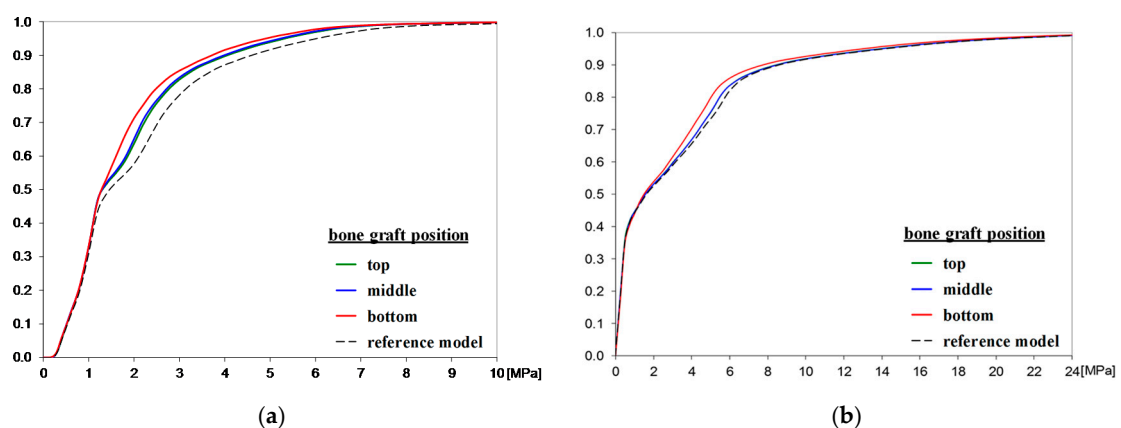 1.0
0.9
0.8
0.7
0.6
0.5
0.4
0.3
0.2
0.1
0.0
0 1 2 3 4 5 6 7 8 9 10 [MPa]
bone graft position
top
middle
bottom
reference model
(a)
1.0
0.9
0.8
0.7
0.6
0.5
0.4
0.3
0.2
0.1
0.0
0 2 4 6 8 10 12 14 16 18 20 22 24 [MPa]
bone graft position
top
middle
bottom
reference model
(b)